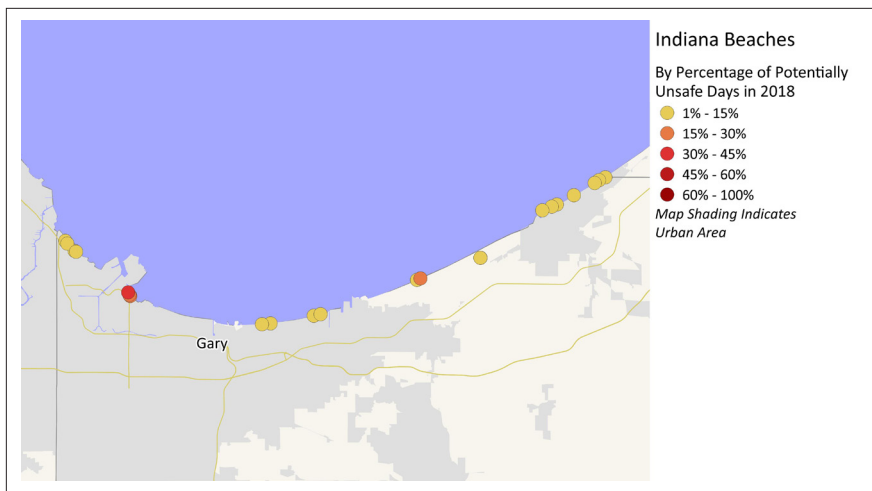 Indiana Beaches
By Percentage of Potentially
Unsafe Days in 2018
1% - 15%
15% - 30%
30% - 45%
45% - 60%
60% - 100%
Map Shading Indicates
Urban Area
Gary